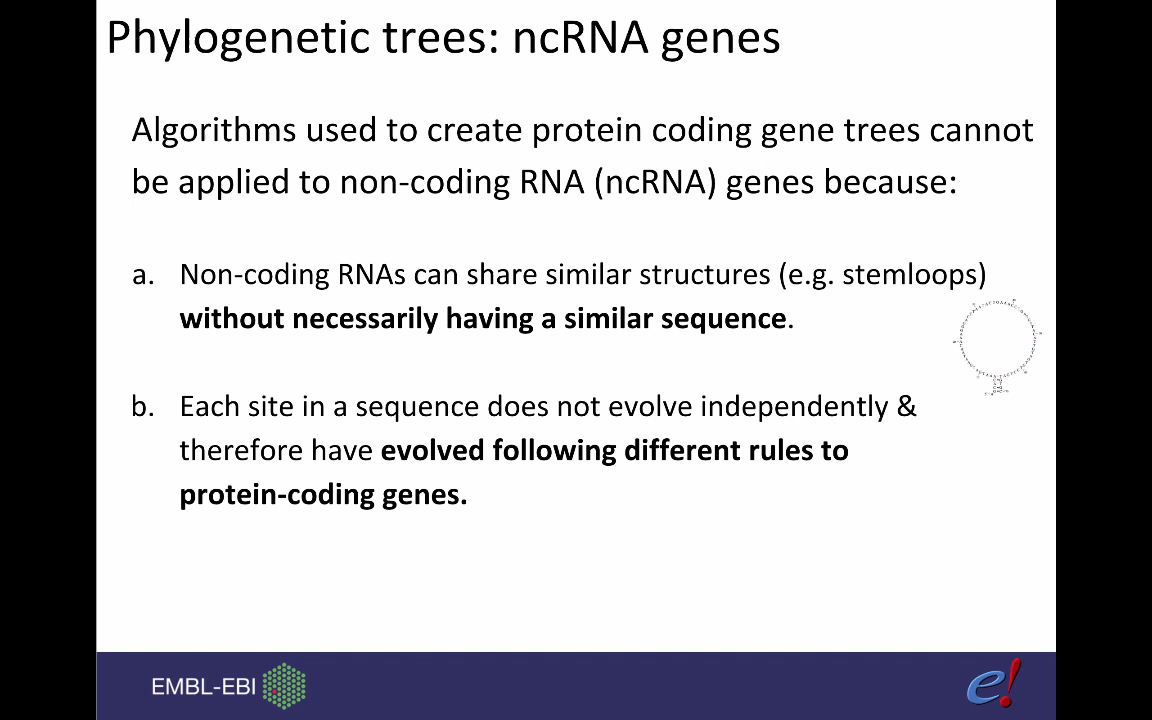 Phylogenetic trees: ncRNA genes
Algorithms used to create protein coding gene trees cannot
be applied to non-coding RNA (ncRNA) genes because:
a. Non-coding RNAs can share similar structures (e.g. stemloops)
without necessarily having a similar sequence.
b. Each site in a sequence does not evolve independently &
therefore have evolved following different rules to
protein-coding genes.
EMBL-EBI
e!